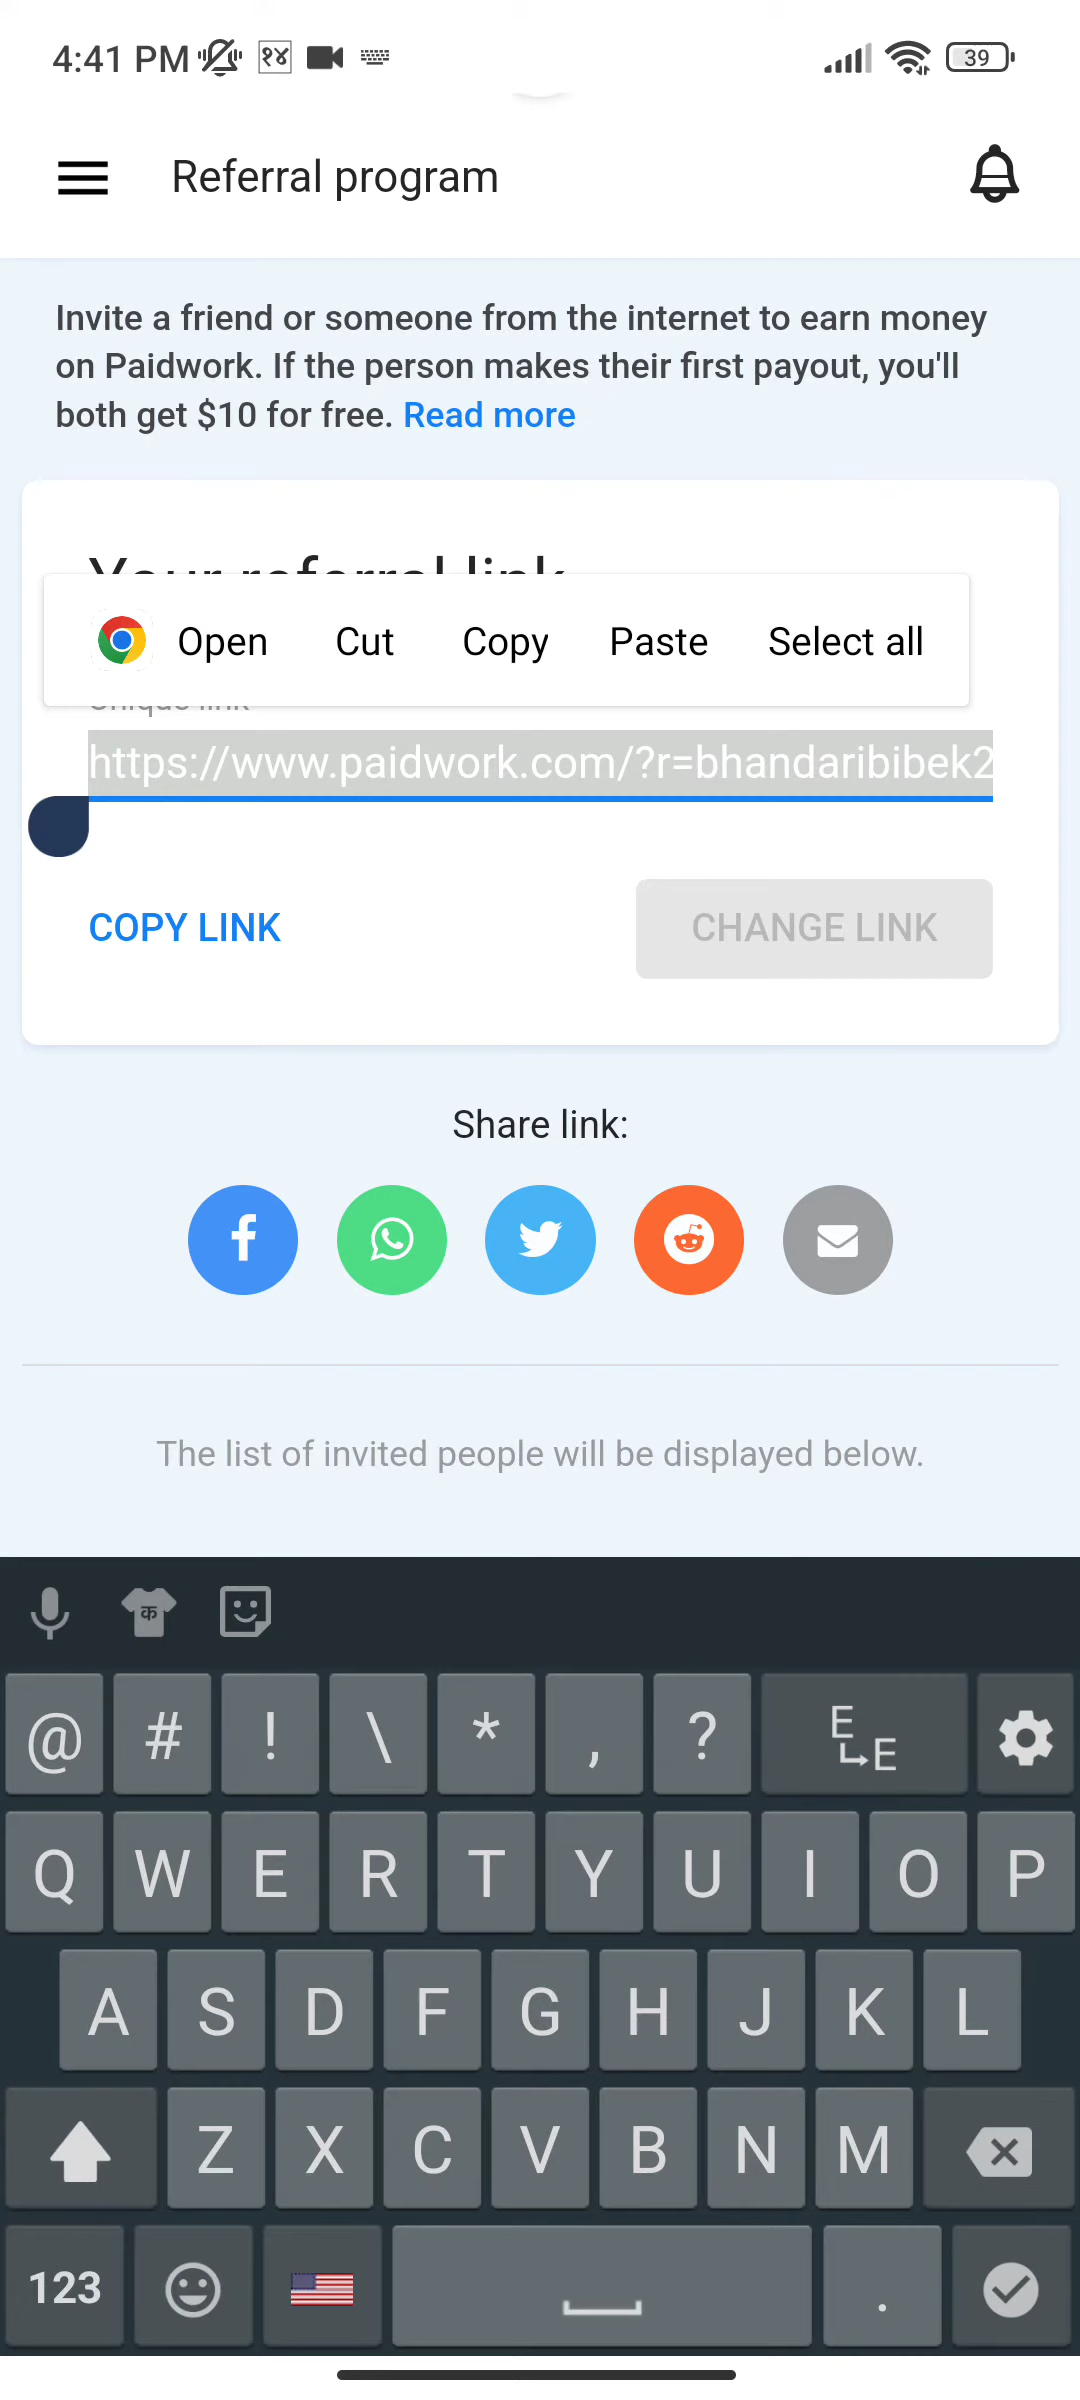 4:41 PM १४ 39
Referral program
Invite a friend or someone from the internet to earn money
on Paidwork. If the person makes their first payout, you'll
both get $10 for free. Read more
Your referral link
Open Cut Copy Paste Select all
Unique link
https://www.paidwork.com/?r=bhandaribibek2
COPY LINK CHANGE LINK
Share link:
The list of invited people will be displayed below.
क
@ # ! \ * , ? E E
Q W E R T Y U I O P
A S D F G H J K L
Z X C V B N M
123 .